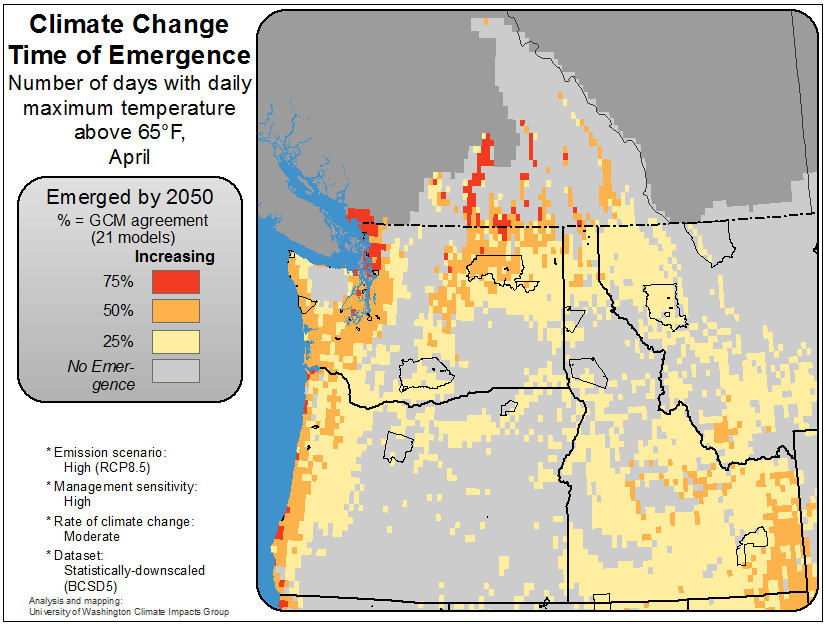 Climate Change
Time of Emergence
Number of days with daily
maximum temperature
above 65°F,
April
Emerged by 2050
% = GCM agreement
(21 models)
Increasing
75%
50%
25%
No Emer-
gence
* Emission scenario:
High (RCP8.5)
* Management sensitivity:
High
* Rate of climate change:
Moderate
* Dataset:
Statistically-downscaled
(BCSD5)
Analysis and mapping:
University of Washington Climate Impacts Group